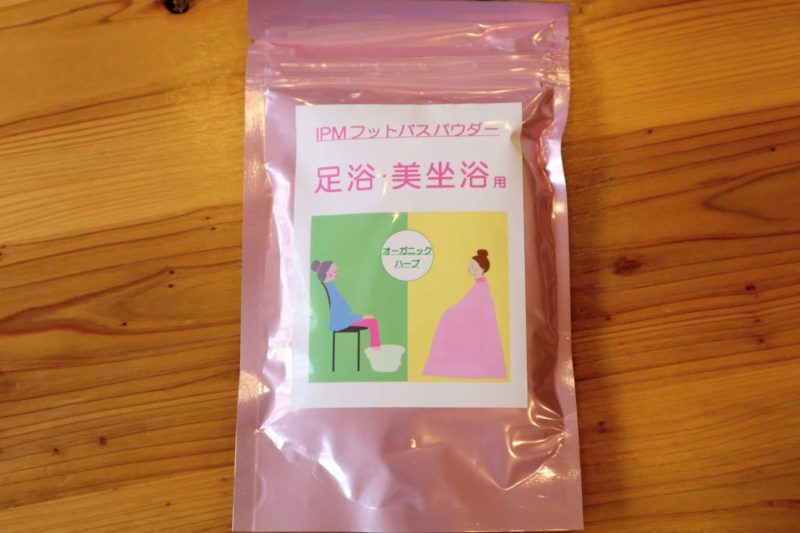 IPMフットバスパウダー
足浴・美坐浴用
オーガニック
ハーブ